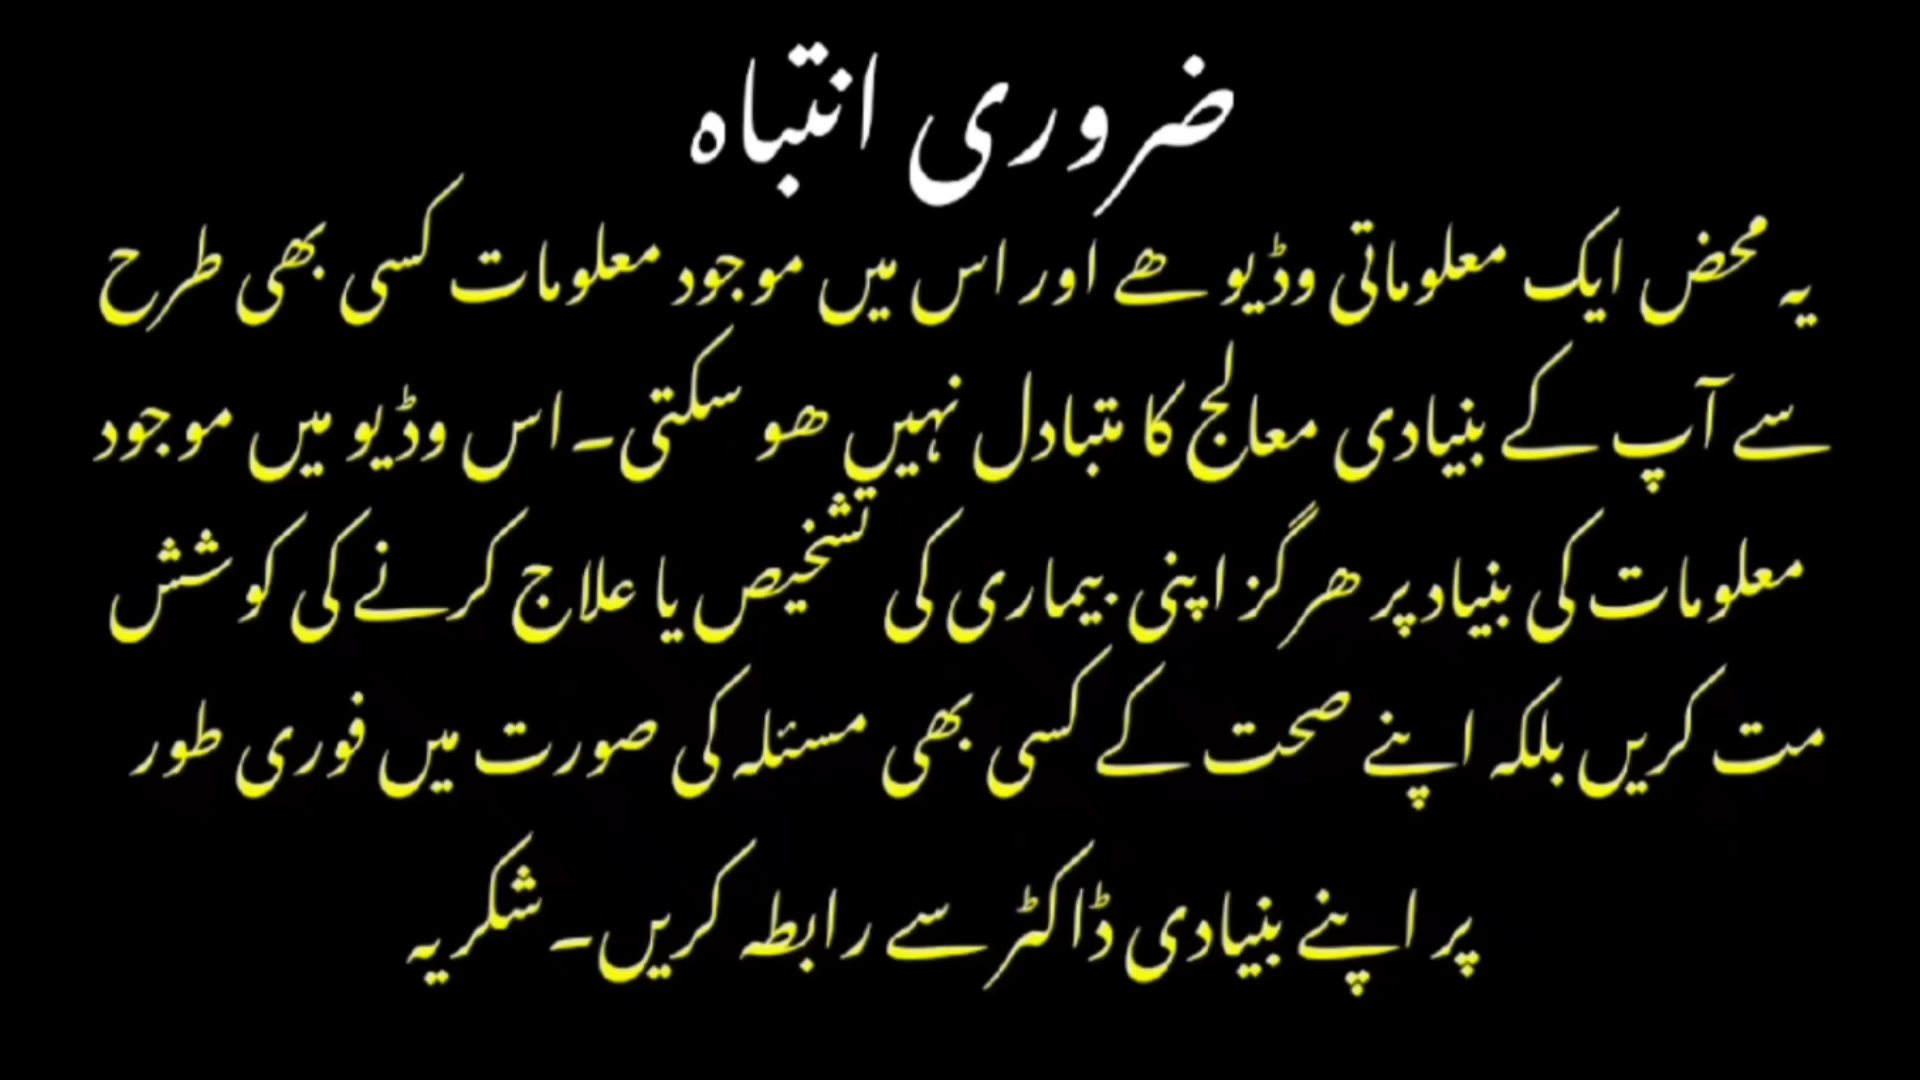 ضروری انتباہ
یہ محض ایک معلوماتی وڈیو ھے اور اس میں موجود معلومات کسی بھی طرح
سے آپ کے بنیادی معالج کا متبادل نہیں ھو سکتی۔ اس وڈیو میں موجود
معلومات کی بنیاد پر ھرگز اپنی بیماری کی تشخیص یا علاج کرنے کی کوشش
مت کریں بلکہ اپنے صحت کے کسی بھی مسئلہ کی صورت میں فوری طور
پر اپنے بنیادی ڈاکٹر سے رابطہ کریں۔ شکریہ